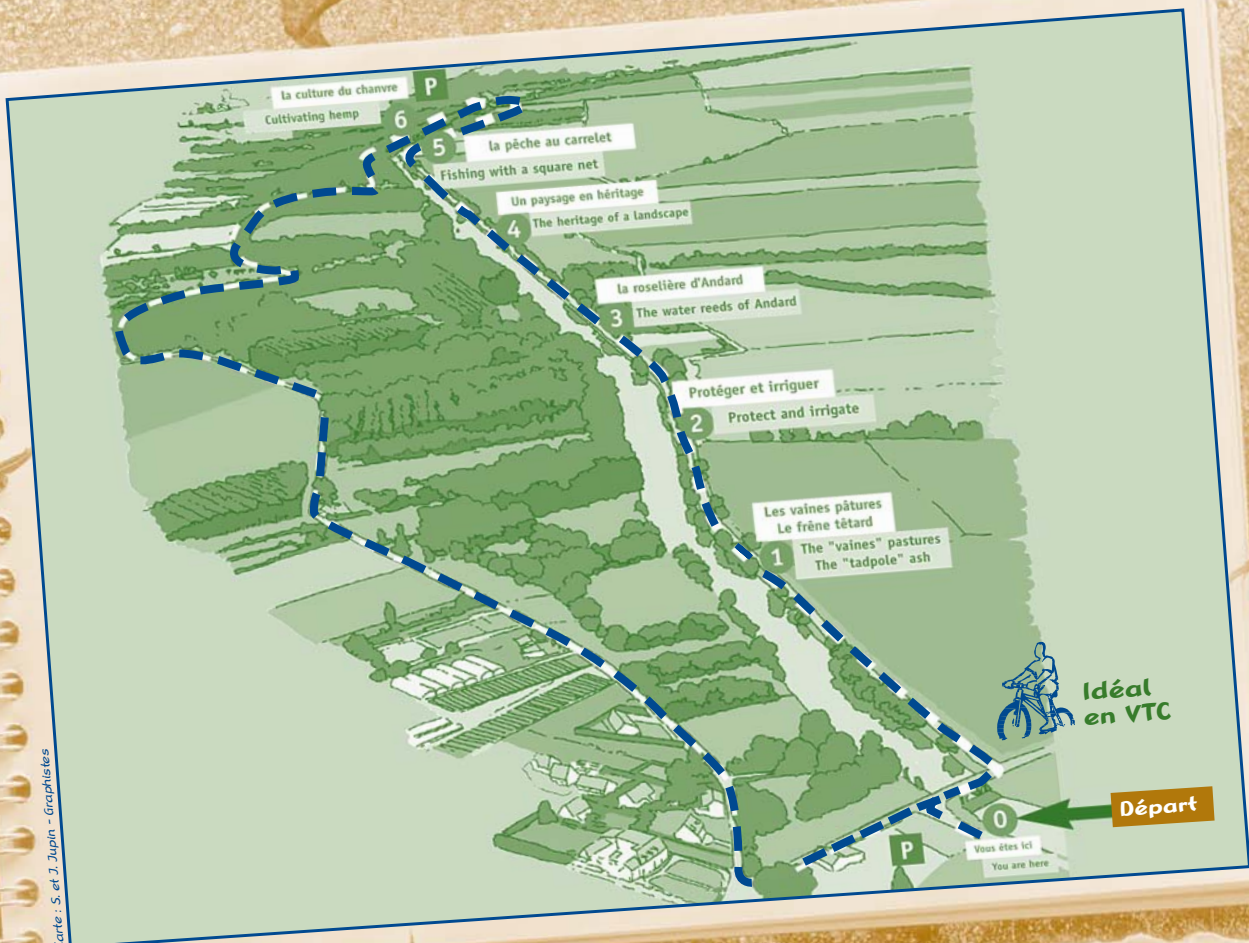 la culture du chanvre
P
Cultivating hemp
6
5
la pêche au carrelet
Fishing with a square net
Un paysage en héritage
4
The heritage of a landscape
la roselière d'Andard
3
The water reeds of Andard
Protéger et irriguer
2
Protect and irrigate
Les vaines pâtures
Le frêne têtard
1
The "vaines" pastures
The "tadpole" ash
Idéal
en VTC
Départ
0
P
Vous êtes ici
You are here
arte : S. et J. Jupin - Graphistes